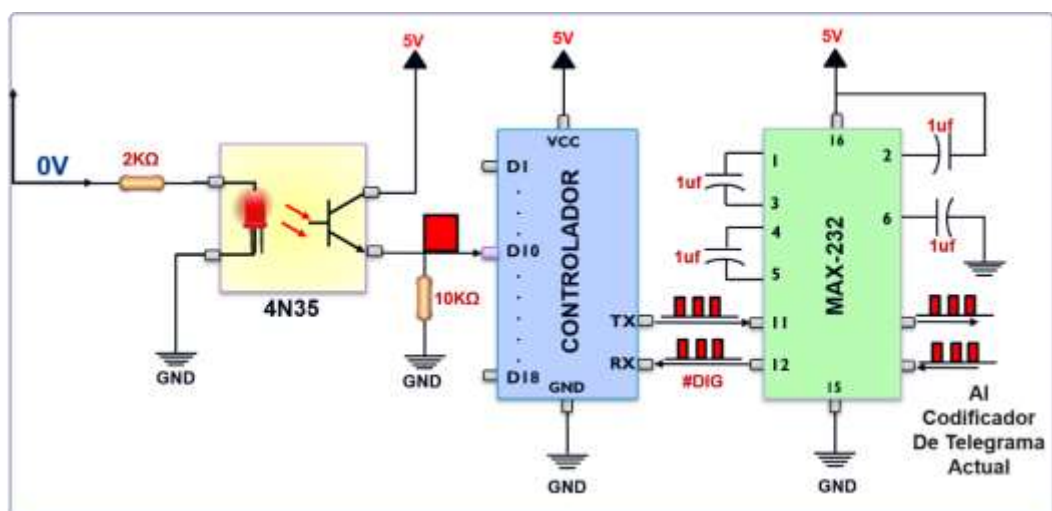 5V
5V
5V
0V
2KΩ
4N35
10KΩ
GND
GND
VCC
D1
D10
D18
CONTROLADOR
TX
RX
GND
GND
#DIG
1uf
1uf
1
3
4
5
16
2
6
MAX-232
11
12
15
1uf
1uf
GND
Al
Codificador
De Telegrama
Actual